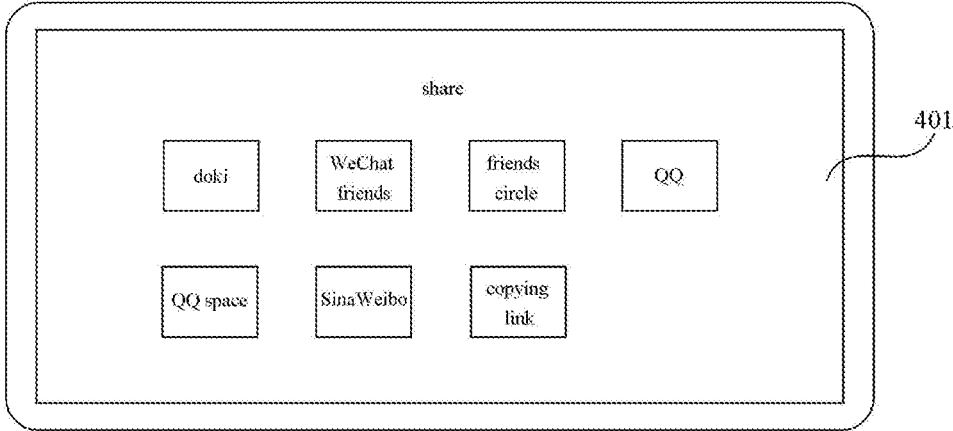 share
401
doki
WeChat
friends
friends
circle
QQ
QQ space
SinaWeibo
copying
link